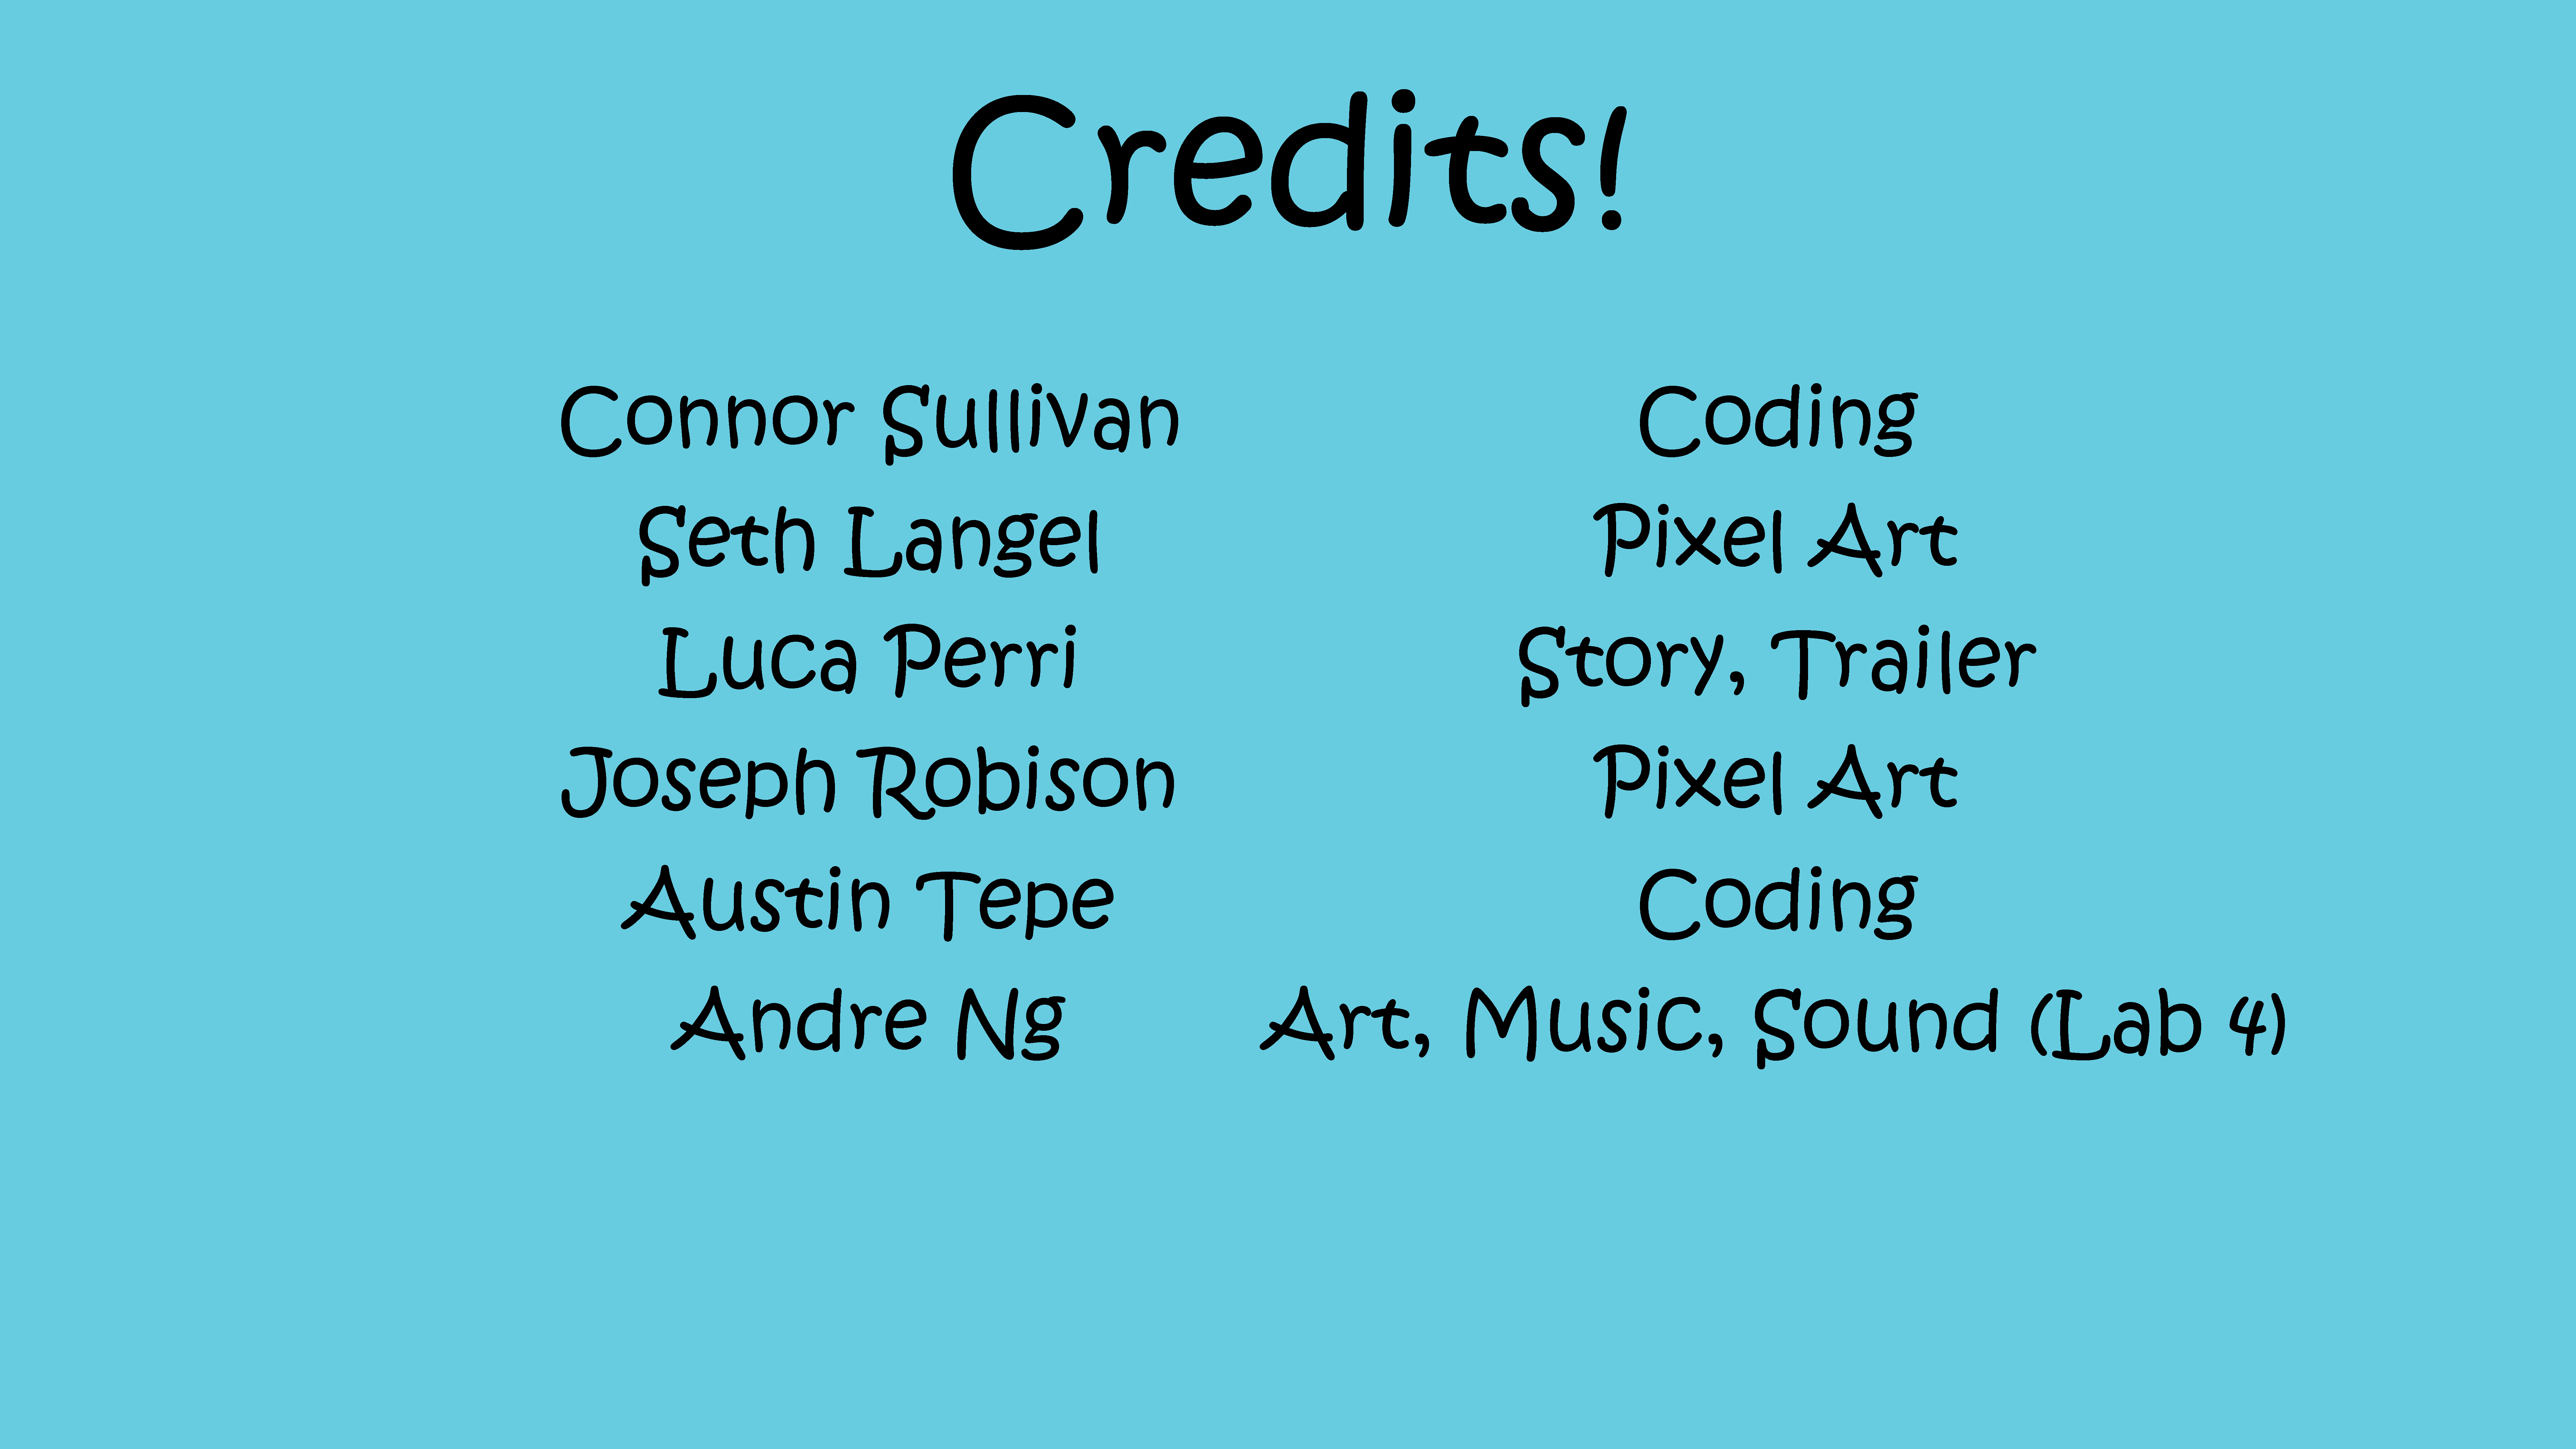 Credits!
Connor Sullivan Coding
Seth Langel Pixel Art
Luca Perri Story, Trailer
Joseph Robison Pixel Art
Austin Tepe Coding
Andre Ng Art, Music, Sound (Lab 4)